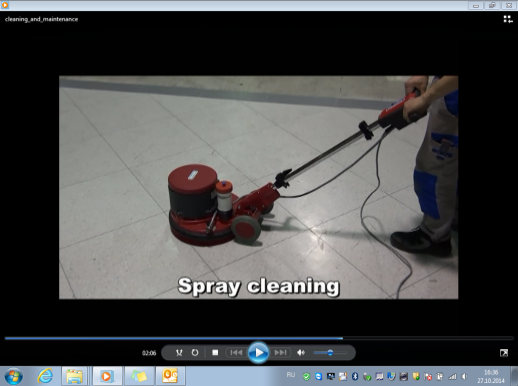 cleaning_and_maintenance
Spray cleaning
02:06
RU
16:36
27.10.2014